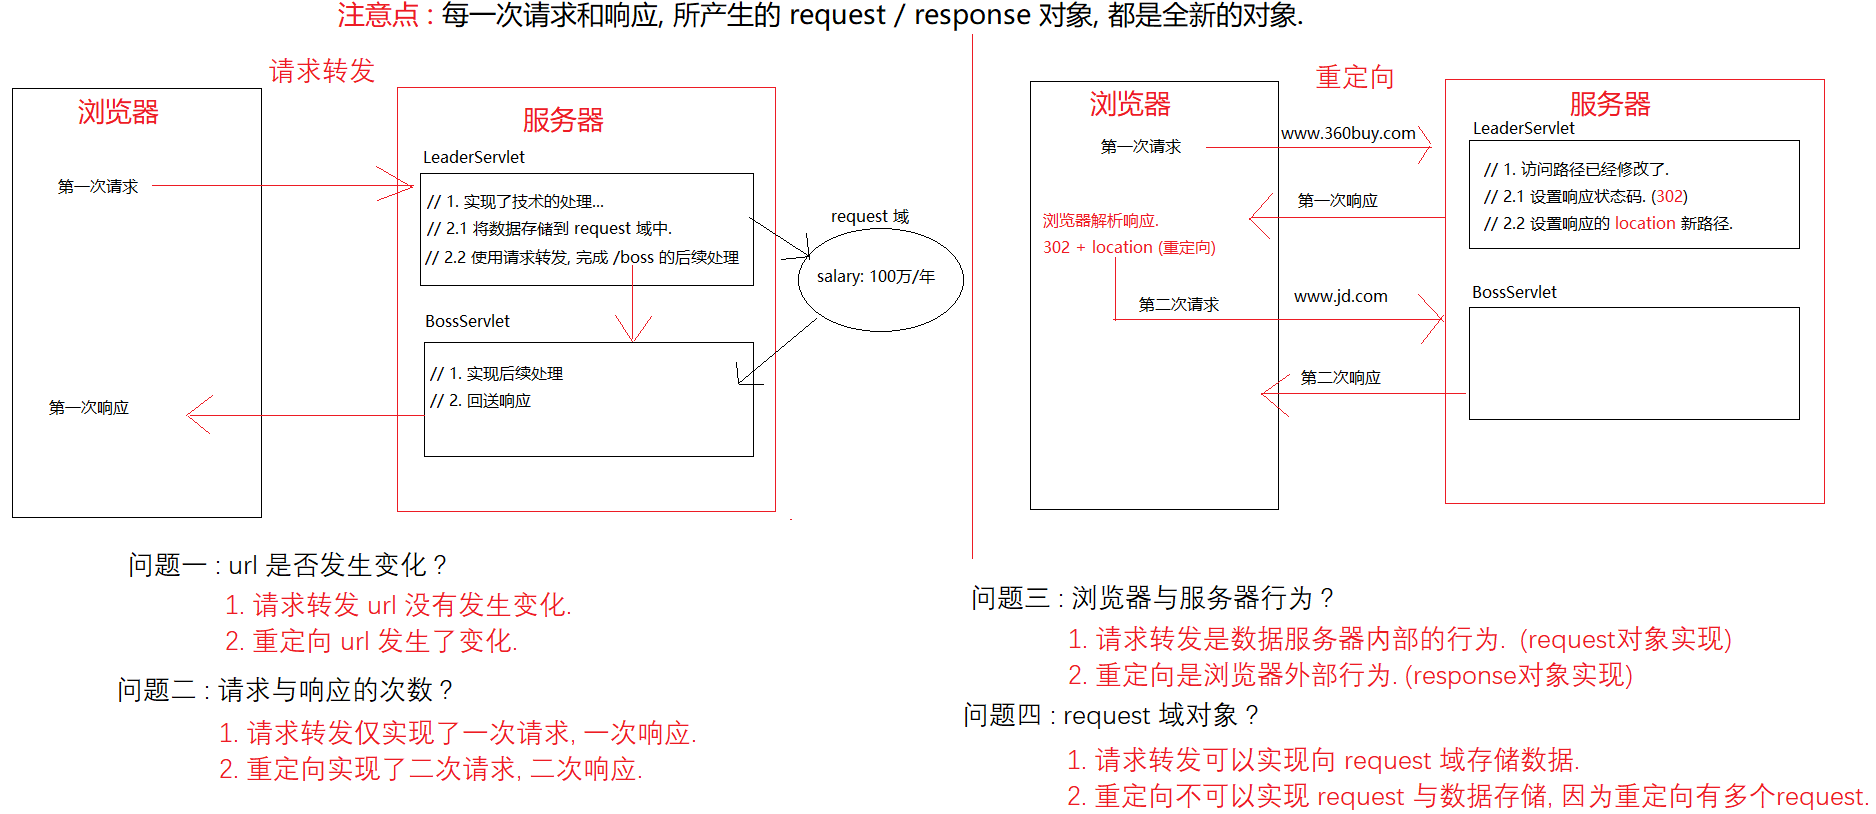 注意点 : 每一次请求和响应, 所产生的 request / response 对象, 都是全新的对象.
请求转发
浏览器
服务器
LeaderServlet
第一次请求
// 1. 实现了技术的处理...
// 2.1 将数据存储到 request 域中.
// 2.2 使用请求转发, 完成 /boss 的后续处理
request 域
salary: 100万/年
BossServlet
// 1. 实现后续处理
// 2. 回送响应
第一次响应
重定向
浏览器
服务器
www.360buy.com
LeaderServlet
第一次请求
// 1. 访问路径已经修改了.
// 2.1 设置响应状态码. (302)
// 2.2 设置响应的 location 新路径.
第一次响应
浏览器解析响应.
302 + location (重定向)
www.jd.com
BossServlet
第二次请求
第二次响应
问题一 : url 是否发生变化 ?
1. 请求转发 url 没有发生变化.
2. 重定向 url 发生了变化.
问题二 : 请求与响应的次数 ?
1. 请求转发仅实现了一次请求, 一次响应.
2. 重定向实现了二次请求, 二次响应.
问题三 : 浏览器与服务器行为 ?
1. 请求转发是数据服务器内部的行为. (request对象实现)
2. 重定向是浏览器外部行为. (response对象实现)
问题四 : request 域对象 ?
1. 请求转发可以实现向 request 域存储数据.
2. 重定向不可以实现 request 与数据存储, 因为重定向有多个request.